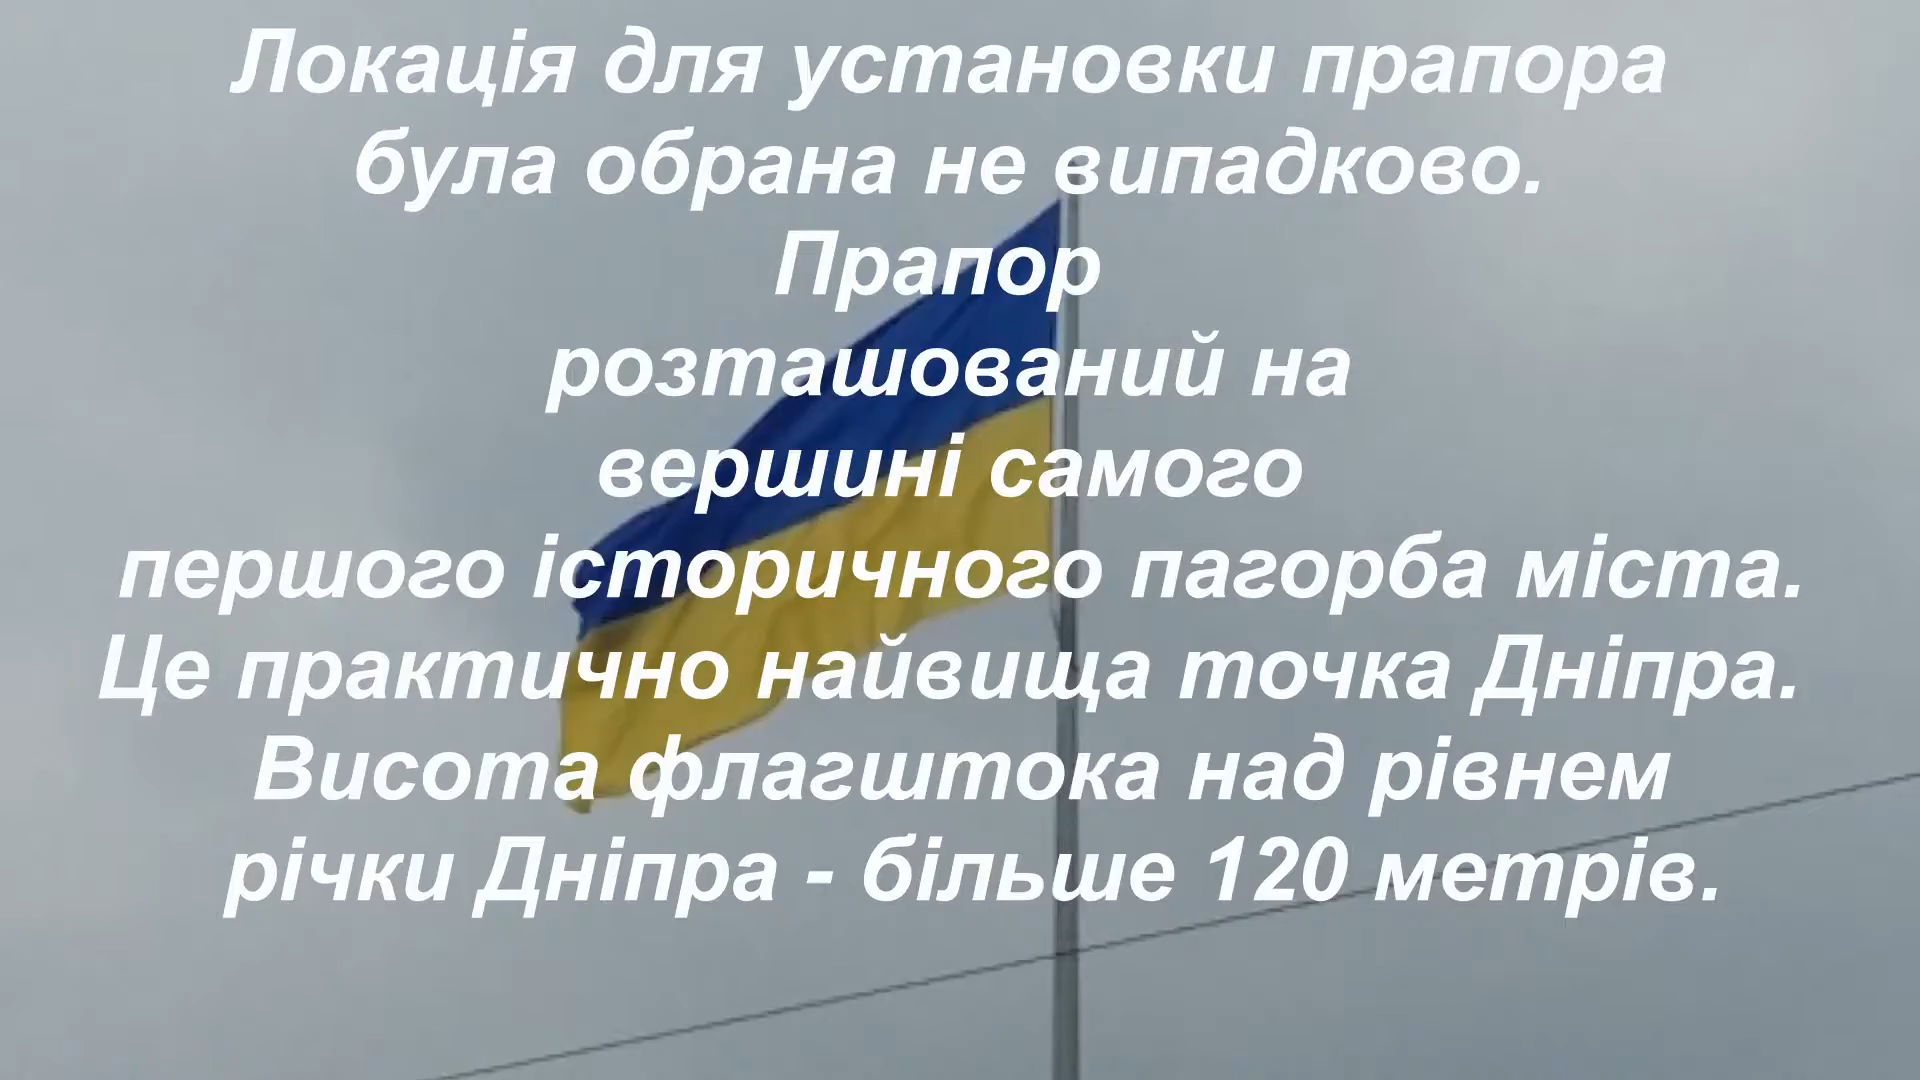 Локація для установки прапора
була обрана не випадково.
Прапор
розташований на
вершині самого
першого історичного пагорба міста.
Це практично найвища точка Дніпра.
Висота флагштока над рівнем
річки Дніпра - більше 120 метрів.